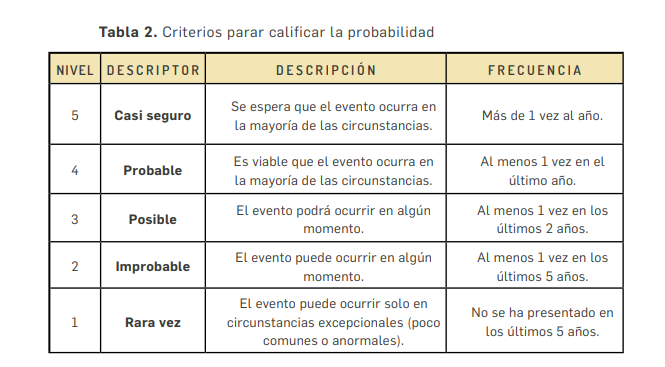 Tabla 2. Criterios parar calificar la probabilidad
NIVEL DESCRIPTOR DESCRIPCIÓN FRECUENCIA
5 Casi seguro Se espera que el evento ocurra en la mayoría de las circunstancias. Más de 1 vez al año.
4 Probable Es viable que el evento ocurra en la mayoría de las circunstancias. Al menos 1 vez en el último año.
3 Posible El evento podrá ocurrir en algún momento. Al menos 1 vez en los últimos 2 años.
2 Improbable El evento puede ocurrir en algún momento. Al menos 1 vez en los últimos 5 años.
1 Rara vez El evento puede ocurrir solo en circunstancias excepcionales (poco comunes o anormales). No se ha presentado en los últimos 5 años.